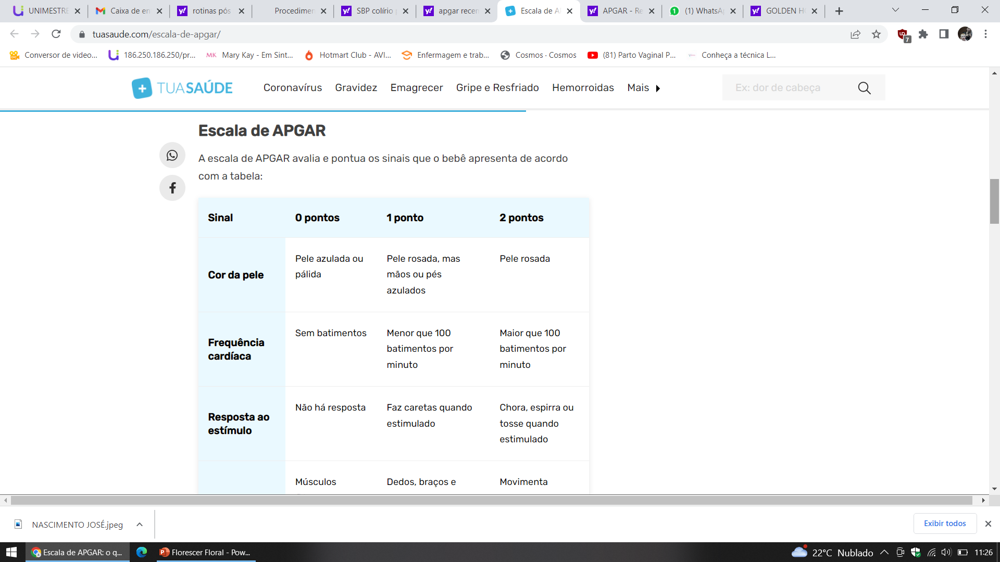 UNIMESTRE
Caixa de en
rotinas pós
Procedimen
SBP colírio
apgar recen
Escala de A
APGAR - Re
(1) WhatsAp
GOLDEN H
tuasaude.com/escala-de-apgar/
7
Conversor de video...
186.250.186.250/pr...
MK Mary Kay - Em Sint...
Hotmart Club - AVI...
Enfermagem e trab...
Cosmos · Cosmos
(81) Parto Vaginal P...
Conheça a técnica L...
TUASAÚDE
Coronavírus
Gravidez
Emagrecer
Gripe e Resfriado
Hemorroidas
Mais
Ex: dor de cabeça
Escala de APGAR
A escala de APGAR avalia e pontua os sinais que o bebê apresenta de acordo
com a tabela:
Sinal
0 pontos
1 ponto
2 pontos
Cor da pele
Pele azulada ou
pálida
Pele rosada, mas
mãos ou pés
azulados
Pele rosada
Frequência
cardíaca
Sem batimentos
Menor que 100
batimentos por
minuto
Maior que 100
batimentos por
minuto
Resposta ao
estímulo
Não há resposta
Faz caretas quando
estimulado
Chora, espirra ou
tosse quando
estimulado
Músculos
Dedos, braços e
Movimenta
NASCIMENTO JOSÉ.jpeg
Exibir todos
Escala de APGAR: o q...
Florescer Floral - Pow...
22°C Nublado
11:26